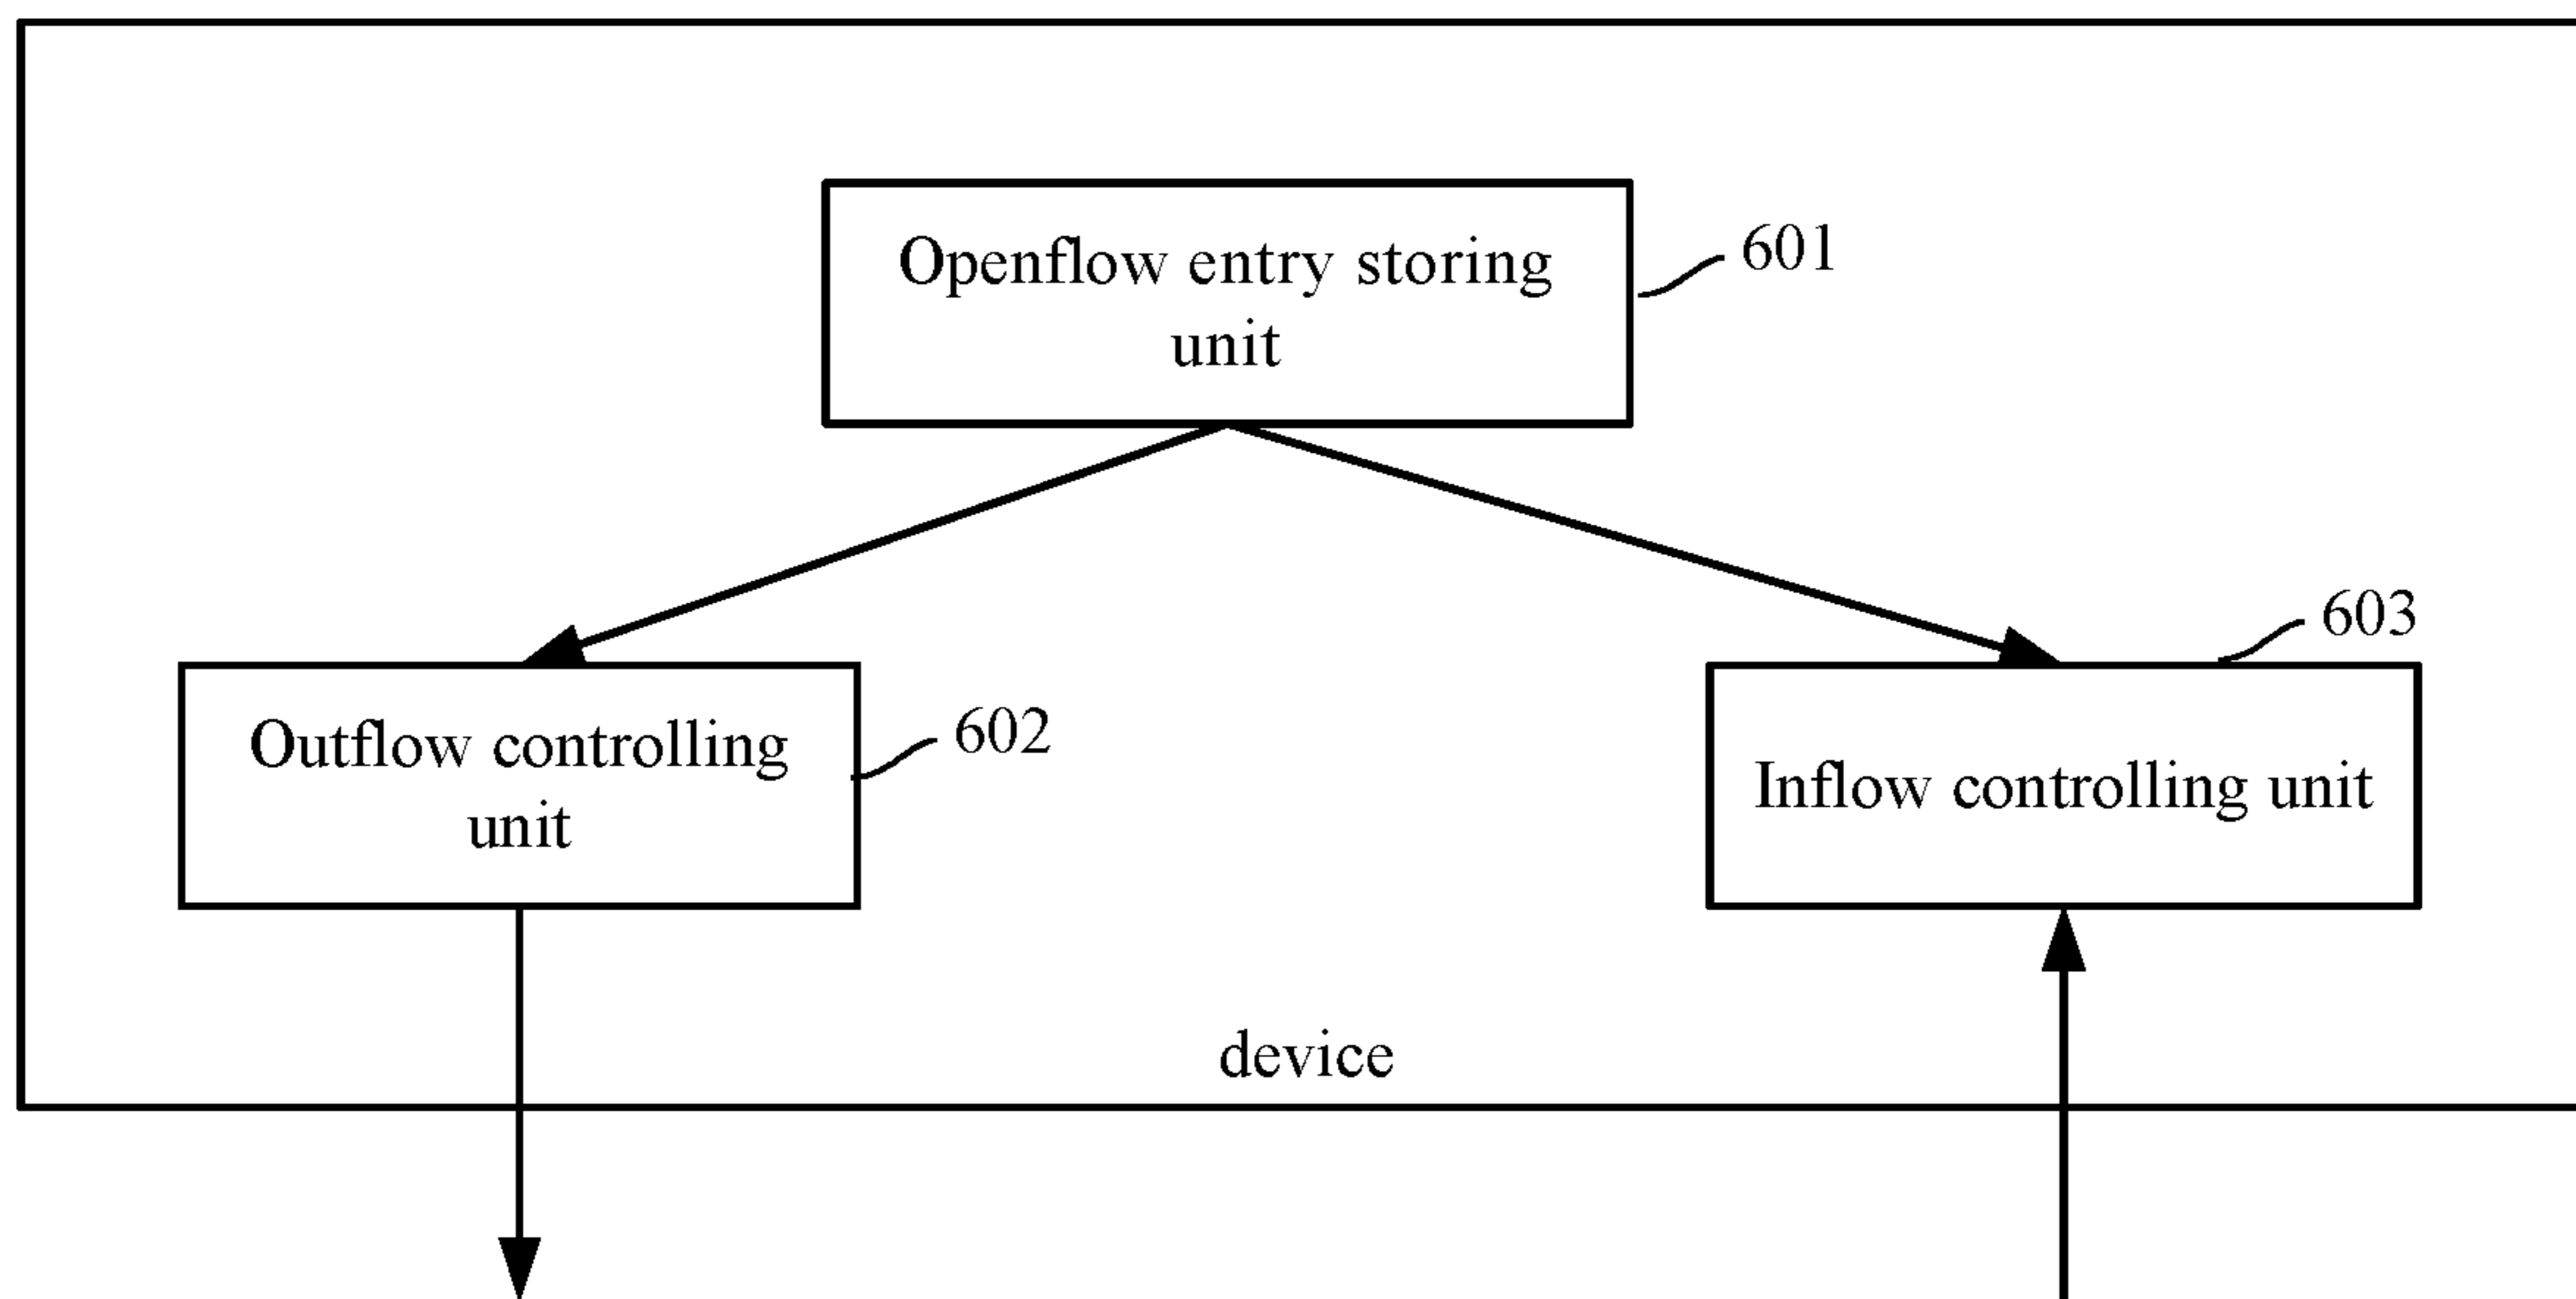 Openflow entry storing
unit
601
603
Outflow controlling
unit
602
Inflow controlling unit
device